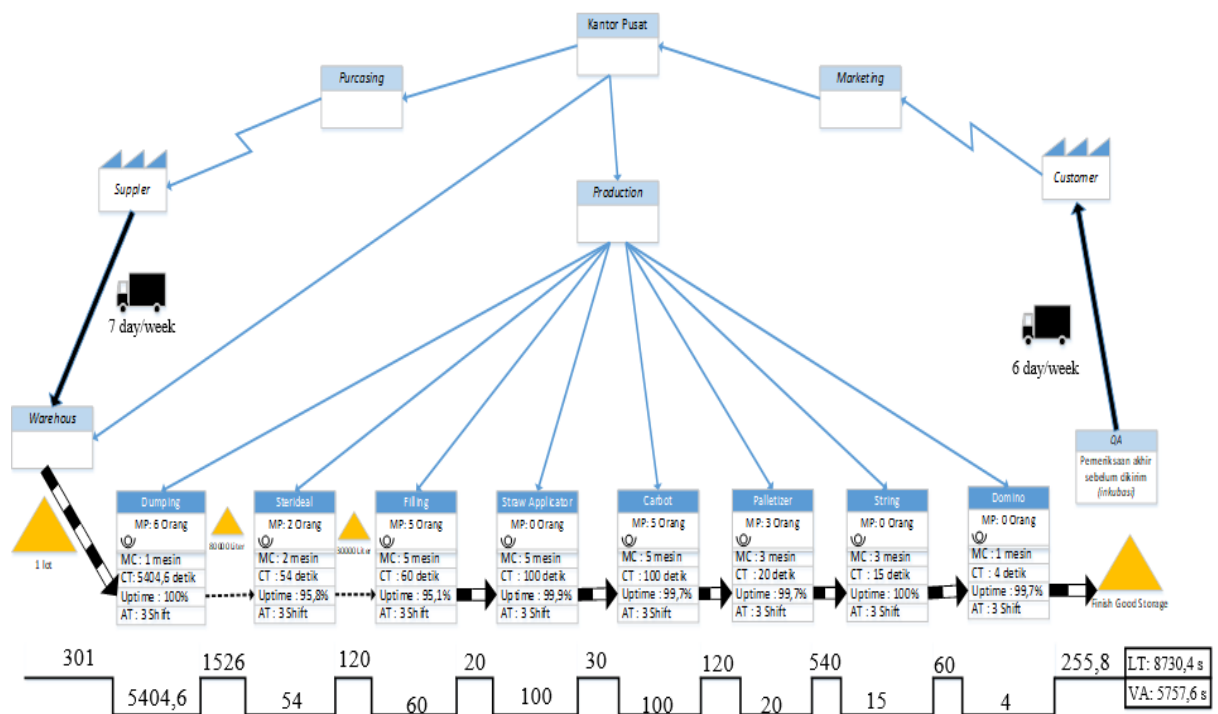 Kantor Pusat
Purcasing
Marketing
Suppler
Customer
Production
7 day/week
6 day/week
Warehous
QA
Pemeriksaan akhir
sebelum dikirim
(inkubasi)
1 lot
Dumping
MP: 6 Orang
MC : 1 mesin
CT: 5404,6 detik
Uptime : 100%
AT : 3 Shift
80000 Liter
Sterideal
MP: 2 Orang
MC : 2 mesin
CT : 54 detik
Uptime : 95,8%
AT : 3 Shift
30000 Liter
Filling
MP: 5 Orang
MC : 5 mesin
CT : 60 detik
Uptime : 95,1%
AT : 3 Shift
Straw Applicator
MP: 0 Orang
MC : 5 mesin
CT : 100 detik
Uptime : 99,9%
AT : 3 Shift
Carbot
MP: 5 Orang
MC : 5 mesin
CT : 100 detik
Uptime : 99,7%
AT : 3 Shift
Palletizer
MP: 3 Orang
MC : 3 mesin
CT : 20 detik
Uptime : 99,7%
AT : 3 Shift
String
MP: 0 Orang
MC : 3 mesin
CT : 15 detik
Uptime : 100%
AT : 3 Shift
Domino
MP: 0 Orang
MC : 1 mesin
CT : 4 detik
Uptime : 99,7%
AT : 3 Shift
Finish Good Storage
301
5404,6
1526
54
120
60
20
100
30
100
120
20
540
15
60
4
255,8
LT: 8730,4 s
VA: 5757,6 s